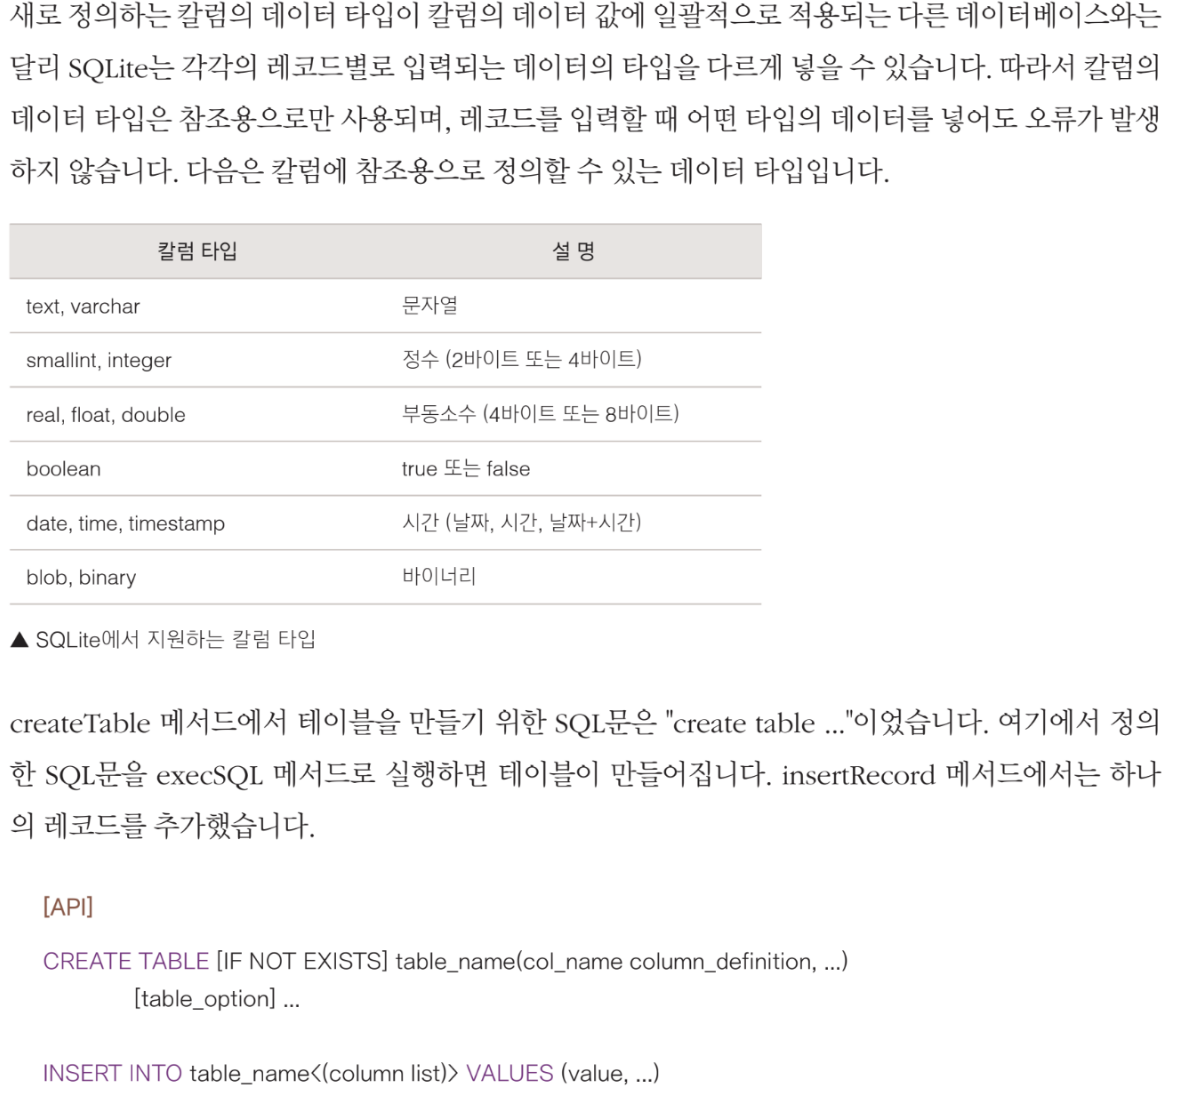 새로 정의하는 칼럼의 데이터 타입이 칼럼의 데이터 값에 일괄적으로 적용되는 다른 데이터베이스와는
달리 SQLite는 각각의 레코드별로 입력되는 데이터의 타입을 다르게 넣을 수 있습니다. 따라서 칼럼의
데이터 타입은 참조용으로만 사용되며, 레코드를 입력할 때 어떤 타입의 데이터를 넣어도 오류가 발생
하지 않습니다. 다음은 칼럼에 참조용으로 정의할 수 있는 데이터 타입입니다.
칼럼 타입 설 명
text, varchar 문자열
smallint, integer 정수 (2바이트 또는 4바이트)
real, float, double 부동소수 (4바이트 또는 8바이트)
boolean true 또는 false
date, time, timestamp 시간 (날짜, 시간, 날짜+시간)
blob, binary 바이너리
▲ SQLite에서 지원하는 칼럼 타입
createTable 메서드에서 테이블을 만들기 위한 SQL문은 "create table ..."이었습니다. 여기에서 정의
한 SQL문을 execSQL 메서드로 실행하면 테이블이 만들어집니다. insertRecord 메서드에서는 하나
의 레코드를 추가했습니다.
[API]
CREATE TABLE [IF NOT EXISTS] table_name(col_name column_definition, ...)
[table_option] ...
INSERT INTO table_name<(column list)> VALUES (value, ...)